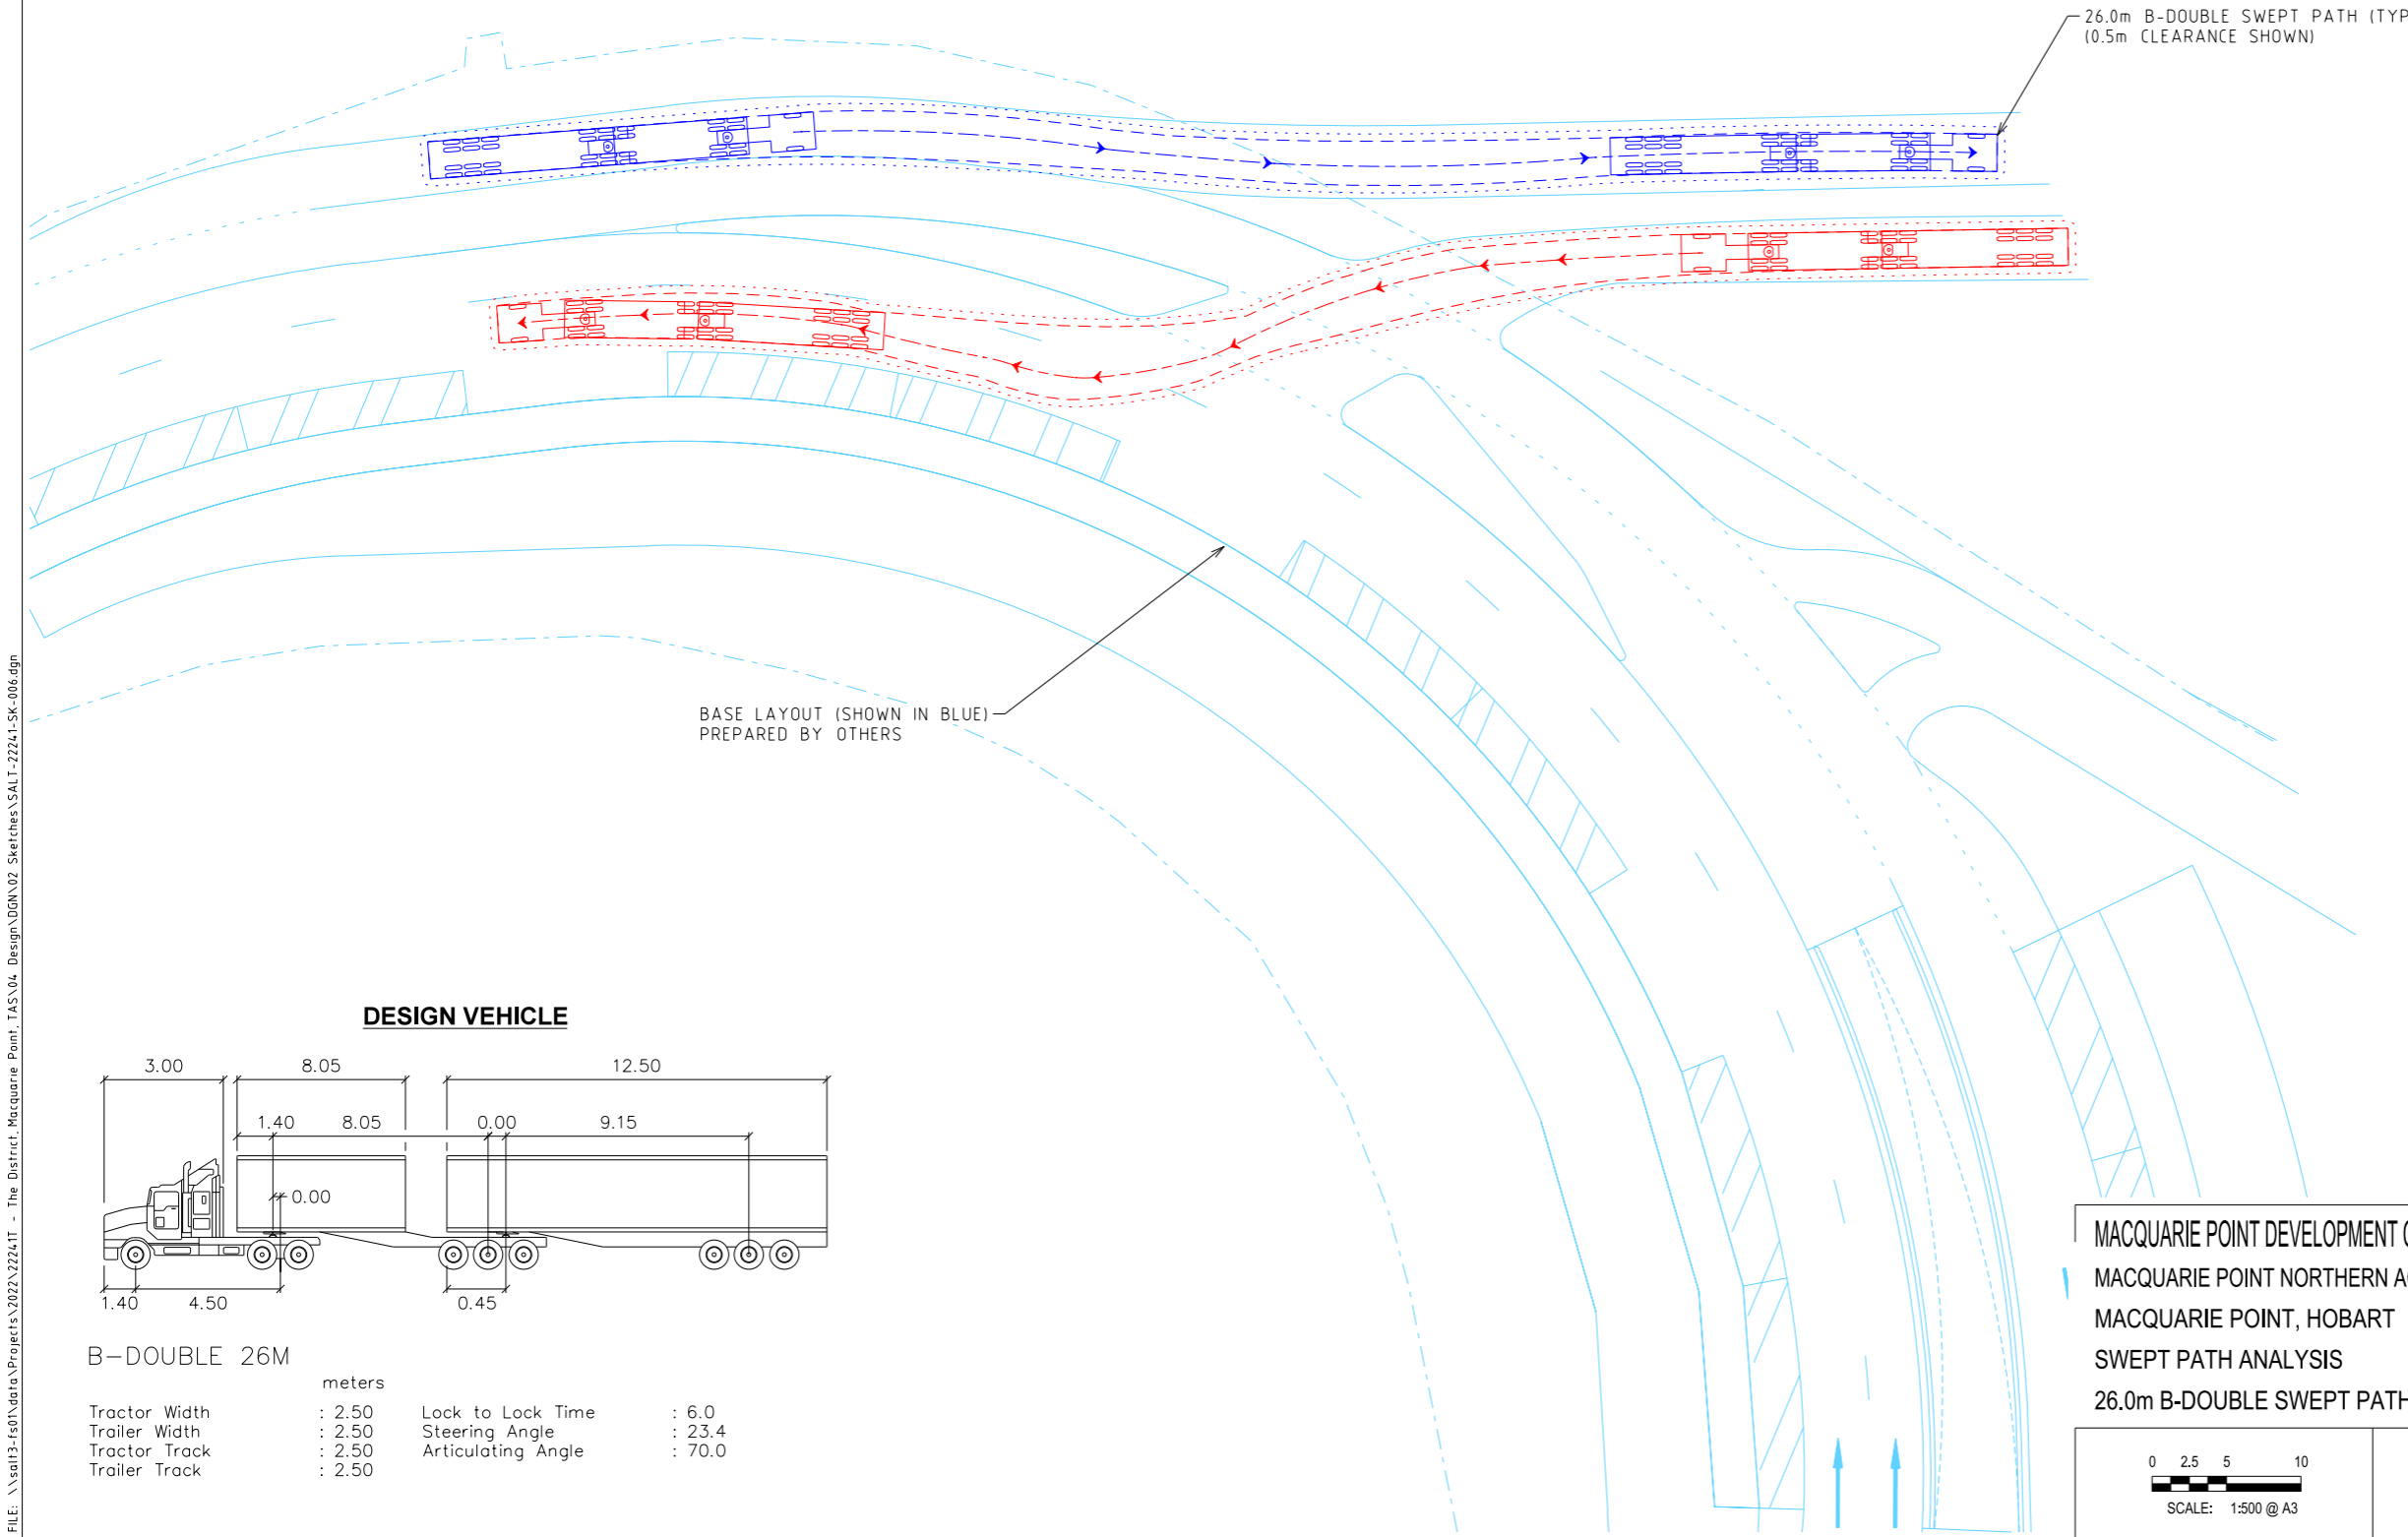 26.0m B-DOUBLE SWEPT PATH (TYP
(0.5m CLEARANCE SHOWN)
BASE LAYOUT (SHOWN IN BLUE)
PREPARED BY OTHERS
FILE: \\salt3-fs01\data\Projects\2022\22241T - The District, Macquarie Point, TAS\04 Design\DGN\02 Sketches\SALT-22241-SK-006.dgn
DESIGN VEHICLE
3.00 8.05 12.50
1.40 8.05 0.00 9.15
0.00
1.40 4.50 0.45
B-DOUBLE 26M
meters
Tractor Width : 2.50 Lock to Lock Time : 6.0
Trailer Width : 2.50 Steering Angle : 23.4
Tractor Track : 2.50 Articulating Angle : 70.0
Trailer Track : 2.50
MACQUARIE POINT DEVELOPMENT
MACQUARIE POINT NORTHERN
MACQUARIE POINT, HOBART
SWEPT PATH ANALYSIS
26.0m B-DOUBLE SWEPT PATH
0 2.5 5 10
SCALE: 1:500 @ A3